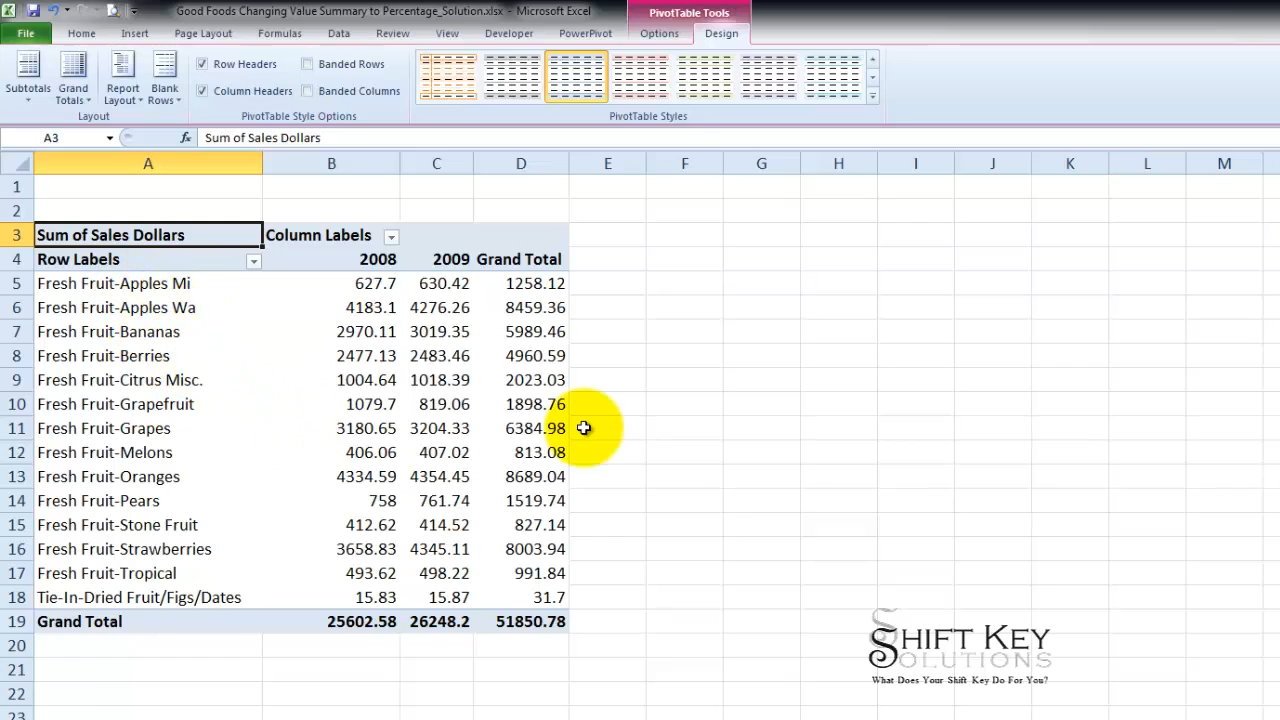 Good Foods Changing Value Summary to Percentage_Solution.xlsx - Microsoft Excel
PivotTable Tools
File Home Insert Page Layout Formulas Data Review View Developer PowerPivot Options Design
Subtotals Grand Totals Report Layout Blank Rows
Row Headers Banded Rows
Column Headers Banded Columns
Layout PivotTable Style Options PivotTable Styles
A3 fx Sum of Sales Dollars
A B C D E F G H I J K L M
1
2
3 Sum of Sales Dollars Column Labels
4 Row Labels 2008 2009 Grand Total
5 Fresh Fruit-Apples Mi 627.7 630.42 1258.12
6 Fresh Fruit-Apples Wa 4183.1 4276.26 8459.36
7 Fresh Fruit-Bananas 2970.11 3019.35 5989.46
8 Fresh Fruit-Berries 2477.13 2483.46 4960.59
9 Fresh Fruit-Citrus Misc. 1004.64 1018.39 2023.03
10 Fresh Fruit-Grapefruit 1079.7 819.06 1898.76
11 Fresh Fruit-Grapes 3180.65 3204.33 6384.98
12 Fresh Fruit-Melons 406.06 407.02 813.08
13 Fresh Fruit-Oranges 4334.59 4354.45 8689.04
14 Fresh Fruit-Pears 758 761.74 1519.74
15 Fresh Fruit-Stone Fruit 412.62 414.52 827.14
16 Fresh Fruit-Strawberries 3658.83 4345.11 8003.94
17 Fresh Fruit-Tropical 493.62 498.22 991.84
18 Tie-In-Dried Fruit/Figs/Dates 15.83 15.87 31.7
19 Grand Total 25602.58 26248.2 51850.78
20
21
22
23
SHIFT KEY
SOLUTIONS
What Does Your Shift Key Do For You?